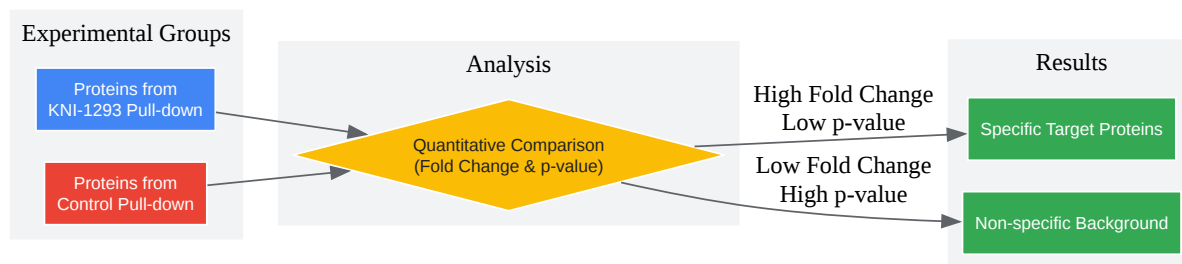 Experimental Groups
Proteins from
KNI-1293 Pull-down
Proteins from
Control Pull-down
Analysis
Quantitative Comparison
(Fold Change & p-value)
High Fold Change
Low p-value
Low Fold Change
High p-value
Results
Specific Target Proteins
Non-specific Background